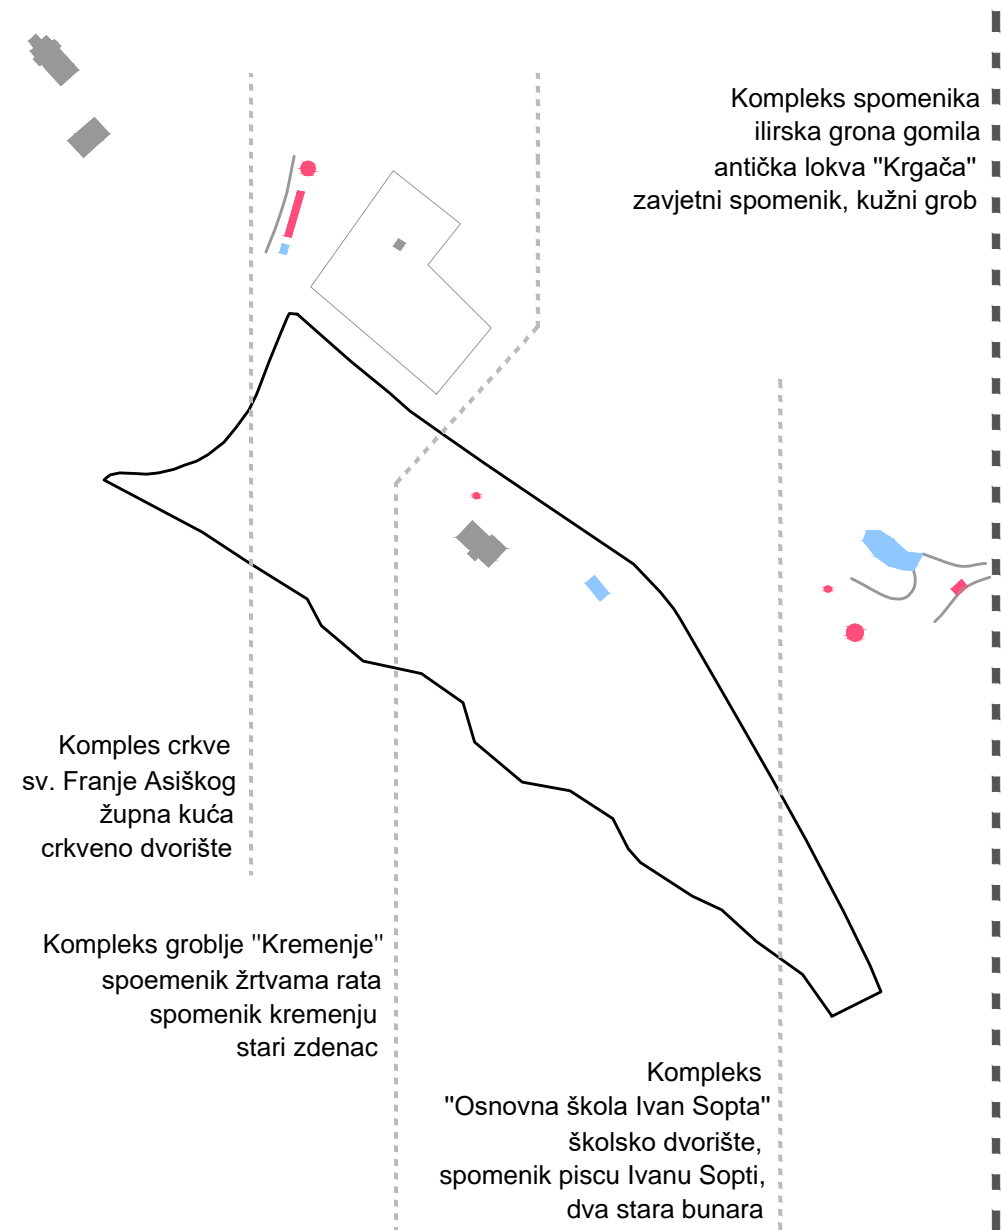 Kompleks spomenika
ilirska grona gomila
antička lokva "Krgača"
zavjetni spomenik, kužni grob
Komples crkve
sv. Franje Asiškog
župna kuća
crkveno dvorište
Kompleks groblje "Kremenje"
spoemenik žrtvama rata
spomenik kremenju
stari zdenac
Kompleks
"Osnovna škola Ivan Sopta"
školsko dvorište,
spomenik piscu Ivanu Sopti,
dva stara bunara